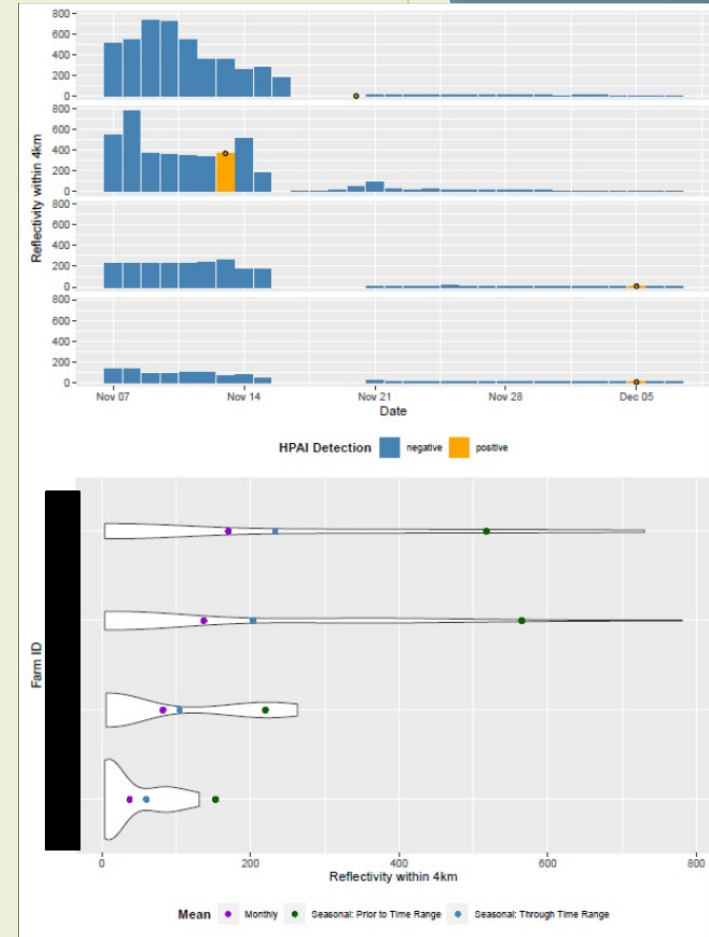 800
600
400
200
0
800
600
400
200
0
800
600
400
200
0
800
600
400
200
0
Reflectivity within 4km
Nov 07 Nov 14 Nov 21 Nov 28 Dec 05
Date
HPAI Detection negative positive
Farm ID
0 200 400 600 800
Reflectivity within 4km
Mean Monthly Seasonal: Prior to Time Range Seasonal: Through Time Range